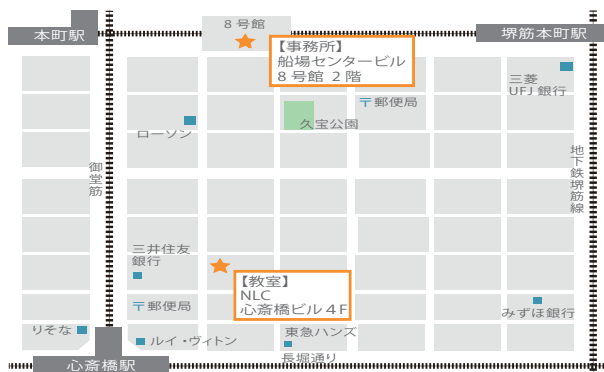 8号館
本町駅
堺筋本町駅
【事務所】
船場センタービル
8号館 2階
三菱
UFJ 銀行
〒郵便局
久宝公園
ローソン
御堂筋
地下鉄堺筋線
三井住友
銀行
【教室】
NLC
心斎橋ビル4F
〒郵便局
みずほ銀行
りそな
ルイ・ヴィトン
東急ハンズ
長堀通り
心斎橋駅